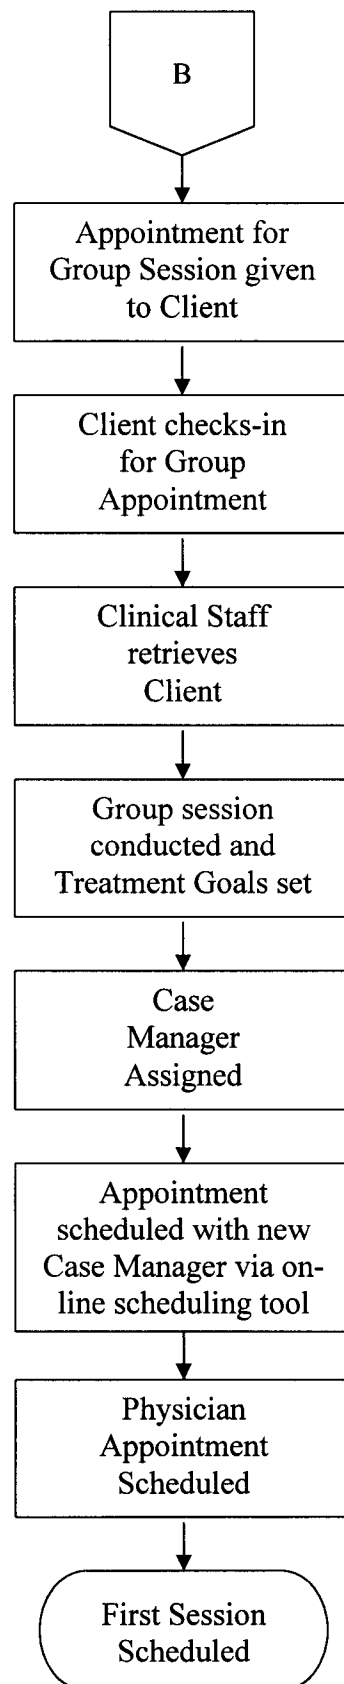 B
Appointment for
Group Session given
to Client
Client checks-in
for Group
Appointment
Clinical Staff
retrieves
Client
Group session
conducted and
Treatment Goals set
Case
Manager
Assigned
Appointment
scheduled with new
Case Manager via on-
line scheduling tool
Physician
Appointment
Scheduled
First Session
Scheduled